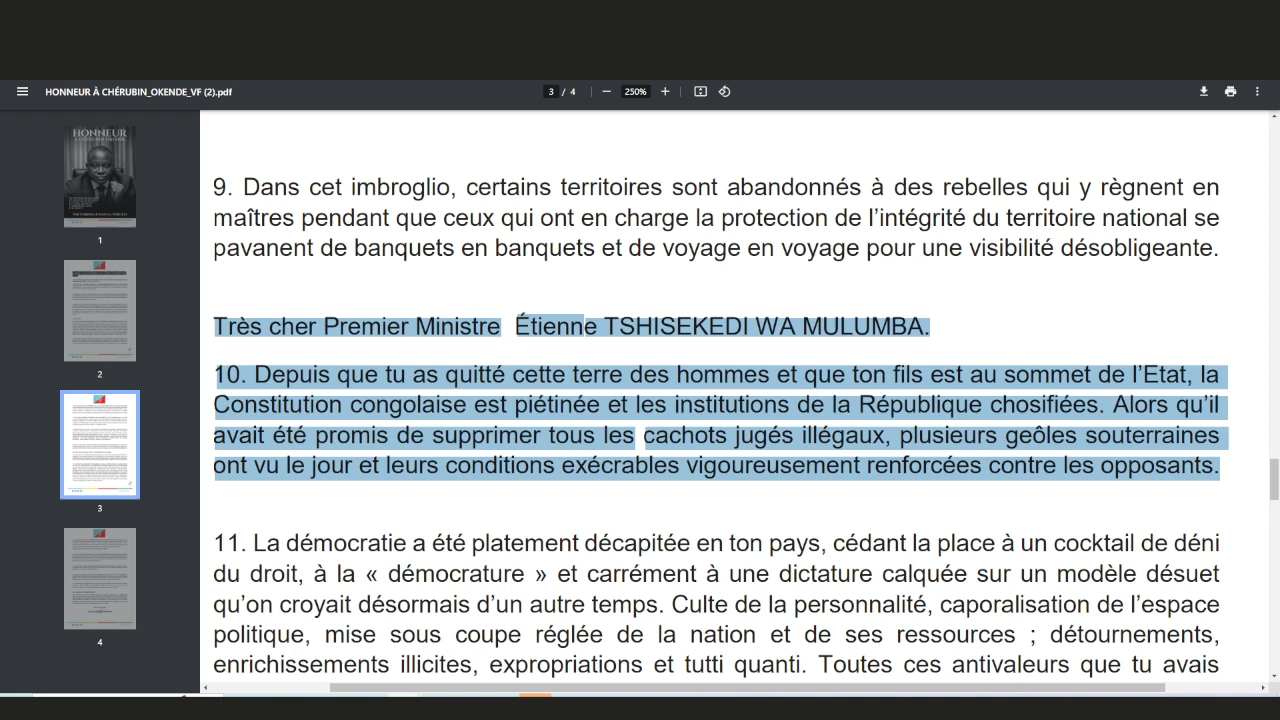 HONNEUR À CHÉRUBIN_OKENDE_VF (2).pdf
3 / 4
250%
HONNEUR
1
2
3
4
9. Dans cet imbroglio, certains territoires sont abandonnés à des rebelles qui y règnent en
maîtres pendant que ceux qui ont en charge la protection de l’intégrité du territoire national se
pavanent de banquets en banquets et de voyage en voyage pour une visibilité désobligeante.
Très cher Premier Ministre Étienne TSHISEKEDI WA MULUMBA.
10. Depuis que tu as quitté cette terre des hommes et que ton fils est au sommet de l’Etat, la
Constitution congolaise est piétinée et les institution de la République chosifiées. Alors qu’il
avait été promis de supprimer tous les cachots jugés illégaux, plusieurs geôles souterraines
ont vu le jour et leurs conditions exécrables vigoureusement renforcées contre les opposants.
11. La démocratie a été platement décapitée en ton pays, cédant la place à un cocktail de déni
du droit, à la « démocrature » et carrément à une dictature calquée sur un modèle désuet
qu’on croyait désormais d’un autre temps. Culte de la personnalité, caporalisation de l’espace
politique, mise sous coupe réglée de la nation et de ses ressources ; détournements,
enrichissements illicites, expropriations et tutti quanti. Toutes ces antivaleurs que tu avais